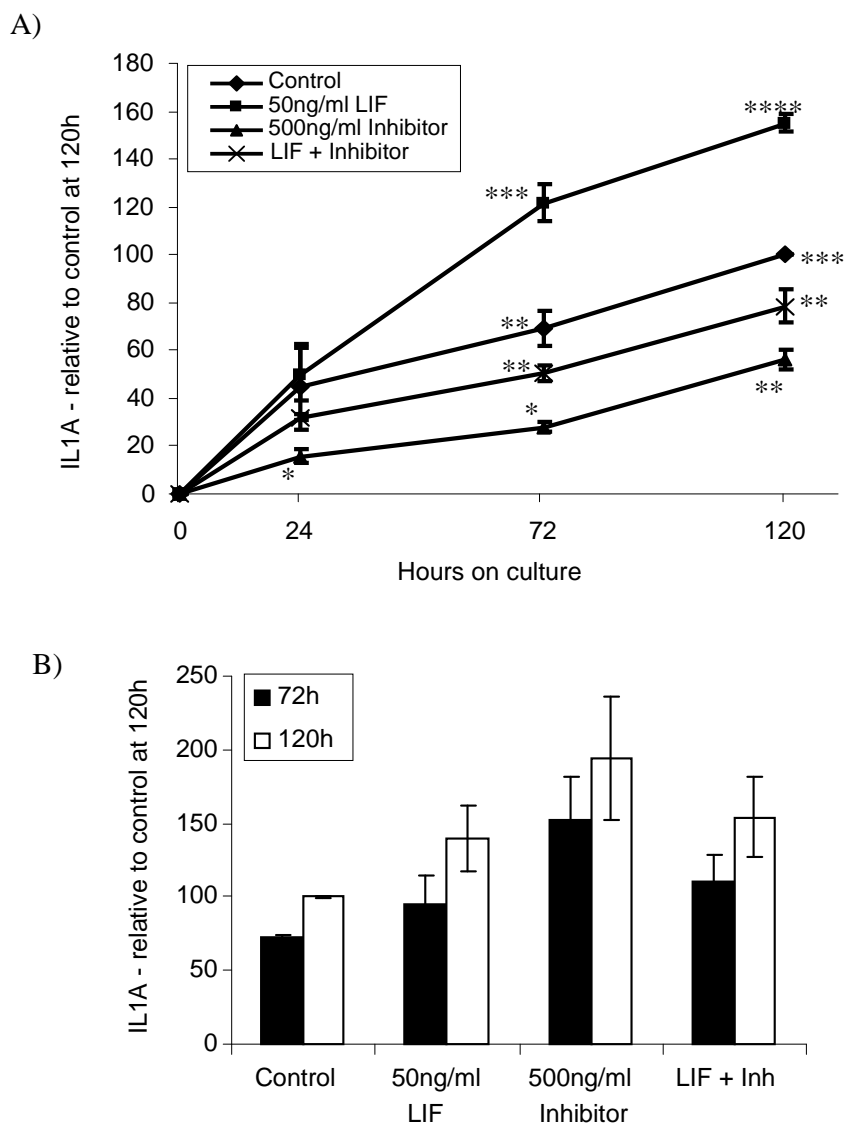 A)
IL1A - relative to control at 120h
180
160
140
120
100
80
60
40
20
0
Control
50ng/ml LIF
500ng/ml Inhibitor
LIF + Inhibitor
****
***
***
**
**
**
*
**
*
0 24 72 120
Hours on culture
B)
IL1A - relative to control at 120h
250
200
150
100
50
0
72h
120h
Control 50ng/ml 500ng/ml LIF + Inh
LIF Inhibitor